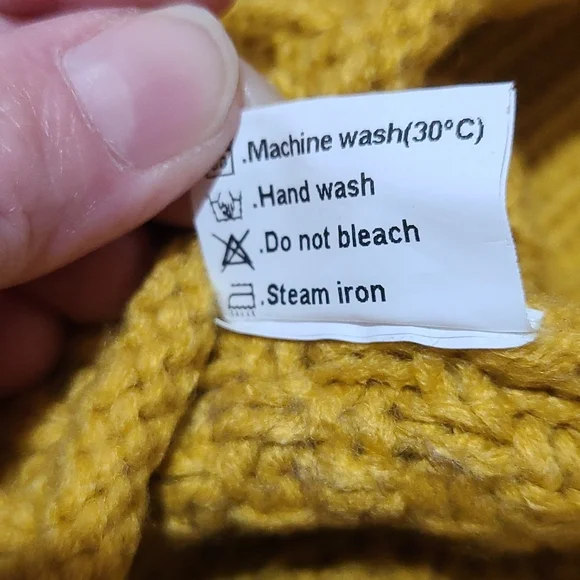 .Machine wash(30°C)
.Hand wash
.Do not bleach
.Steam iron